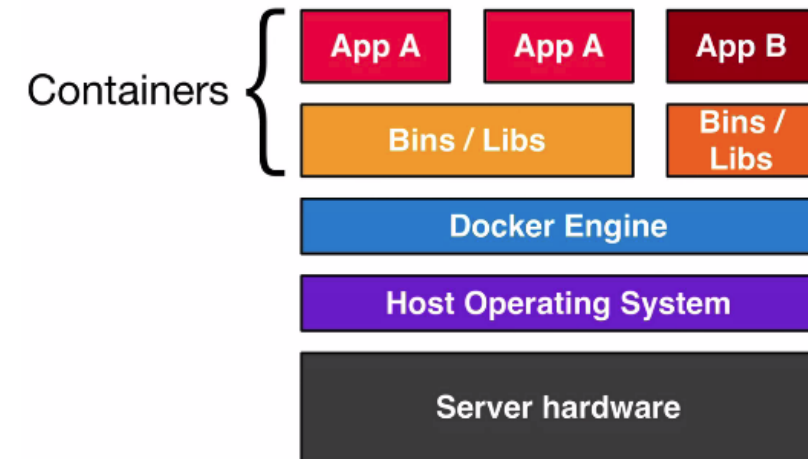 App A
App A
App B
Containers
Bins / Libs
Bins /
Libs
Docker Engine
Host Operating System
Server hardware